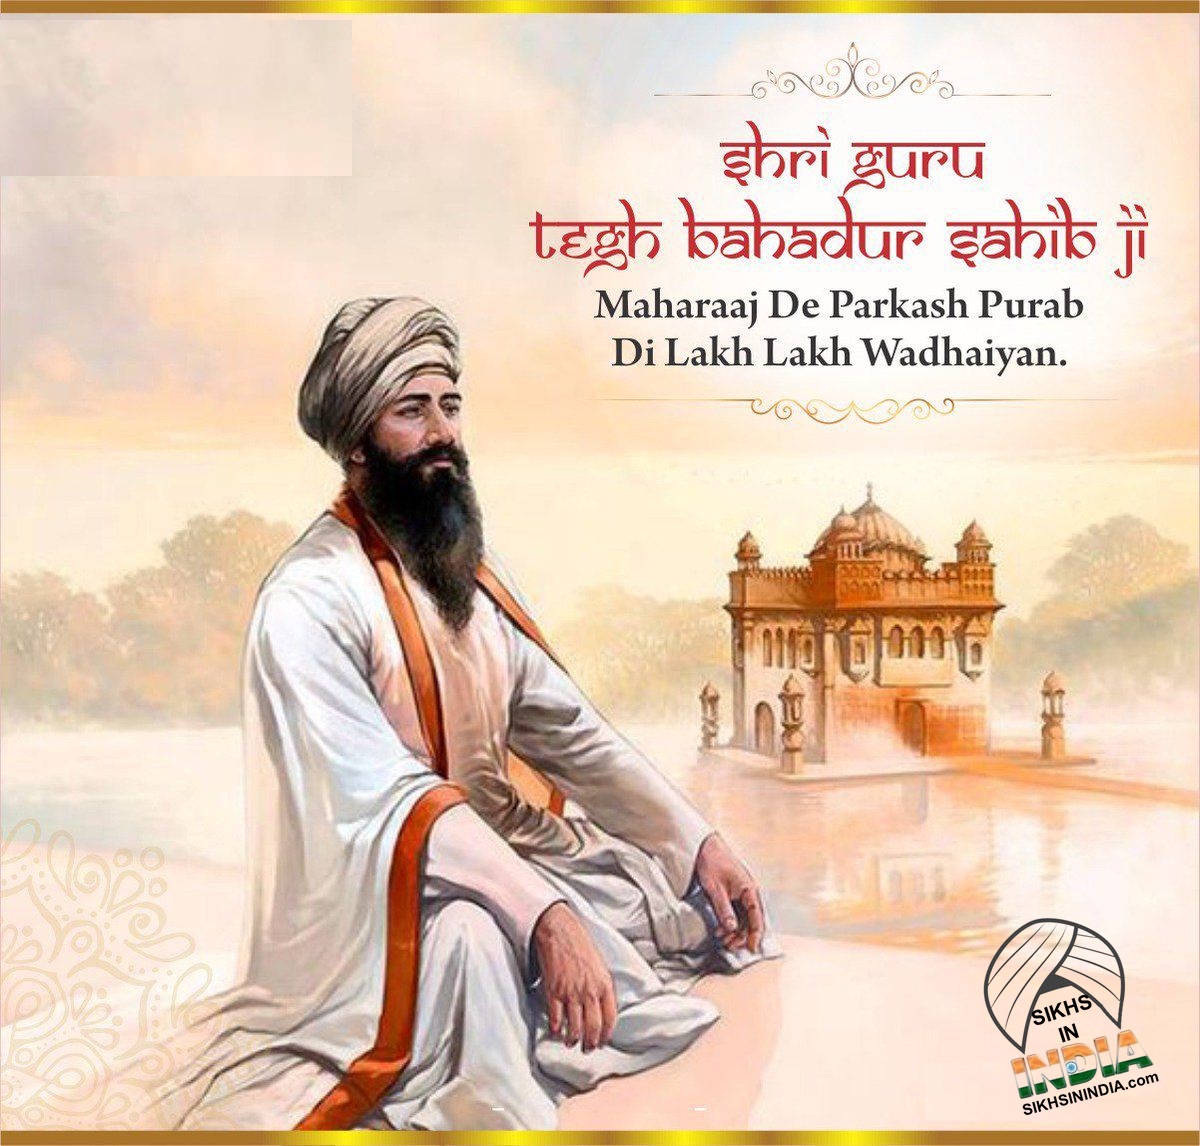 Shri Guru
Tegh Bahadur Sahib Ji
Maharaaj De Parkash Purab
Di Lakh Lakh Wadhaiyan.
SIKHS
IN
INDIA
SIKHSININDIA.com